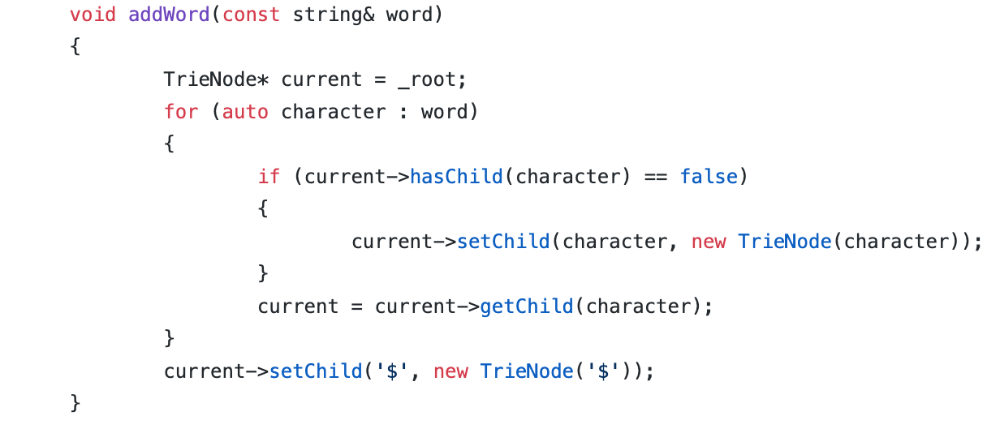 void addWord(const string& word)
{
TrieNode* current = _root;
for (auto character : word)
{
if (current->hasChild(character) == false)
{
current->setChild(character, new TrieNode(character));
}
current = current->getChild(character);
}
current->setChild('$', new TrieNode('$'));
}